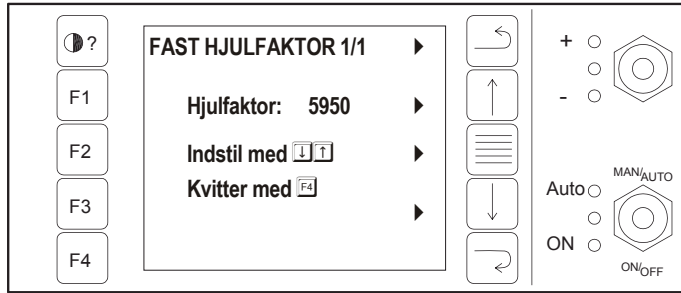 ?
F1
F2
F3
F4
FAST HJULFAKTOR 1/1
Hjulfaktor: 5950
Indstil med ↓ ↑
Kvitter med F4
+
-
MAN/AUTO
Auto
ON
ON/OFF